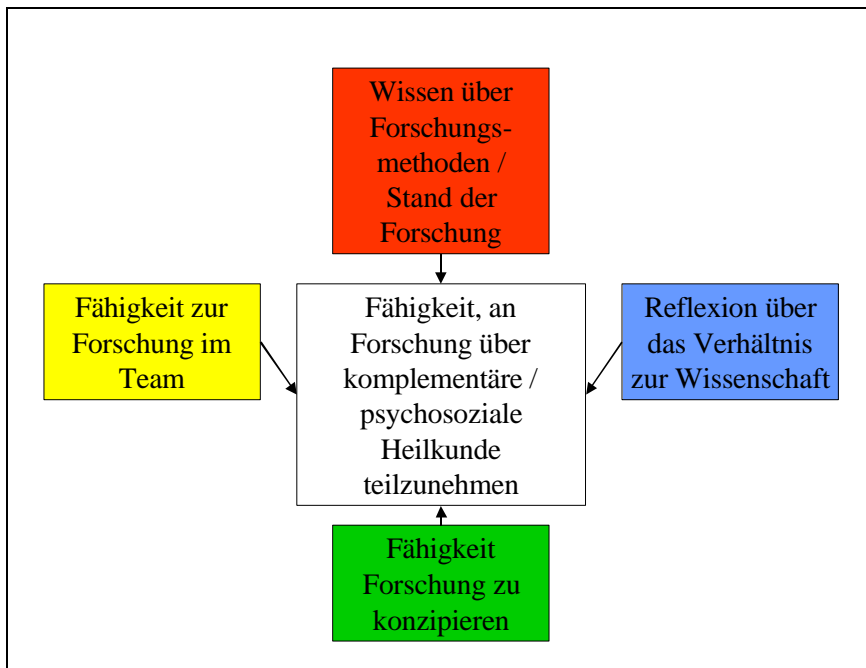 Wissen über
Forschungs-
methoden /
Stand der
Forschung
Fähigkeit zur
Forschung im
Team
Fähigkeit, an
Forschung über
komplementäre /
psychosoziale
Heilkunde
teilzunehmen
Reflexion über
das Verhältnis
zur Wissenschaft
Fähigkeit
Forschung zu
konzipieren